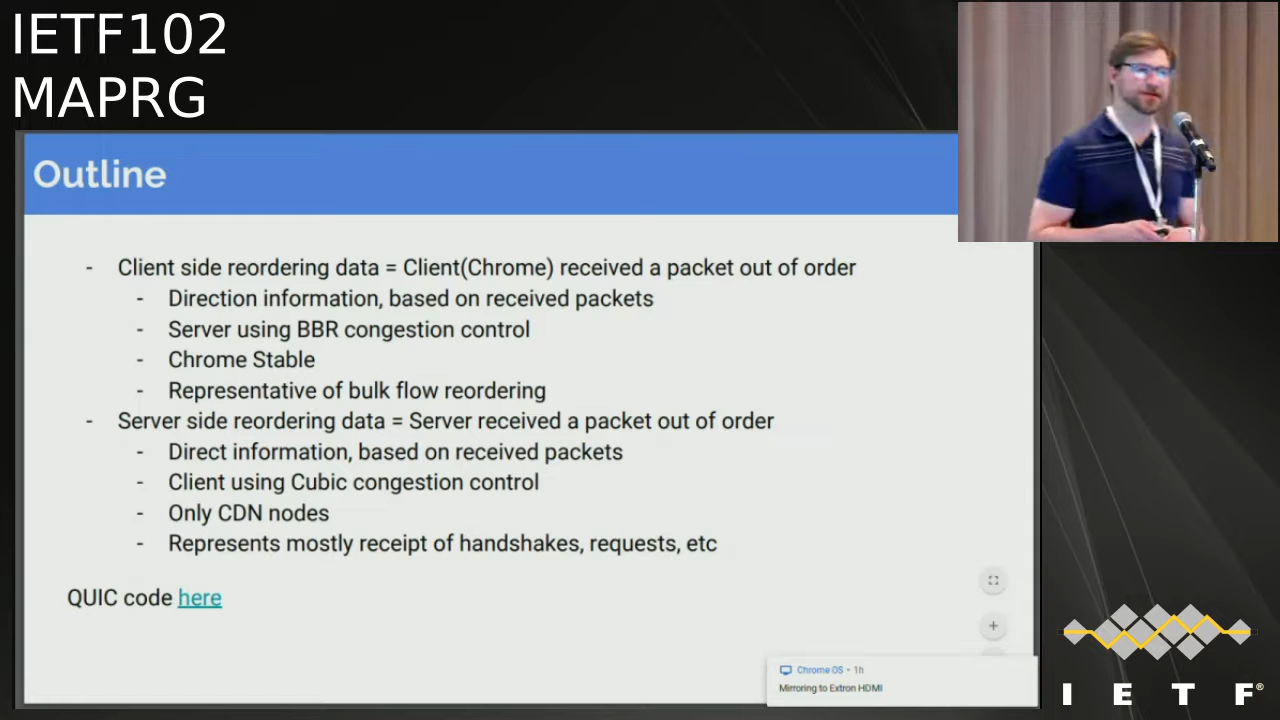 IETF102
MAPRG
Outline
- Client side reordering data = Client(Chrome) received a packet out of order
- Direction information, based on received packets
- Server using BBR congestion control
- Chrome Stable
- Representative of bulk flow reordering
- Server side reordering data = Server received a packet out of order
- Direct information, based on received packets
- Client using Cubic congestion control
- Only CDN nodes
- Represents mostly receipt of handshakes, requests, etc
QUIC code here
Chrome OS • 1h
Mirroring to Extron HDMI
I E T F®